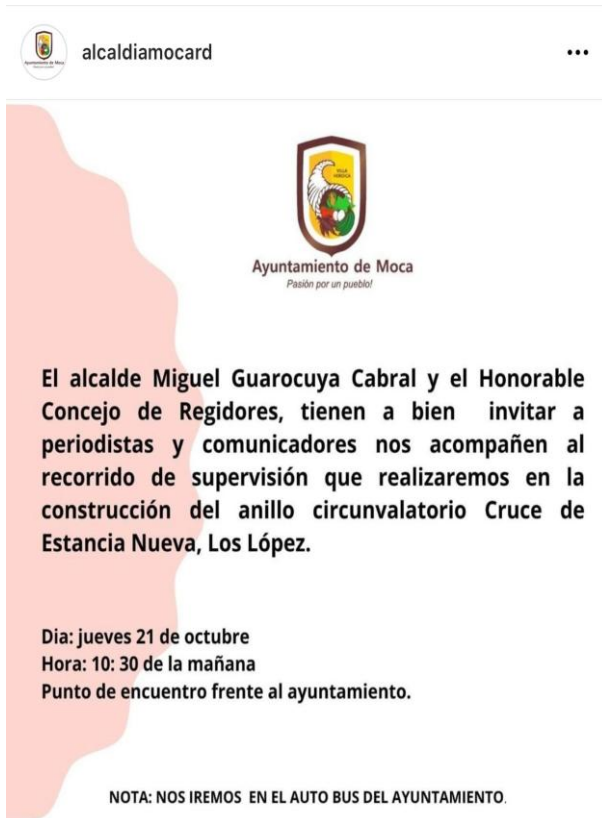 alcaldiamocard
Ayuntamiento de Moca
Pasión por un pueblo!
El alcalde Miguel Guarocuya Cabral y el Honorable
Concejo de Regidores, tienen a bien invitar a
periodistas y comunicadores nos acompañen al
recorrido de supervisión que realizaremos en la
construcción del anillo circunvalatorio Cruce de
Estancia Nueva, Los López.
Dia: jueves 21 de octubre
Hora: 10: 30 de la mañana
Punto de encuentro frente al ayuntamiento.
NOTA: NOS IREMOS EN EL AUTO BUS DEL AYUNTAMIENTO.